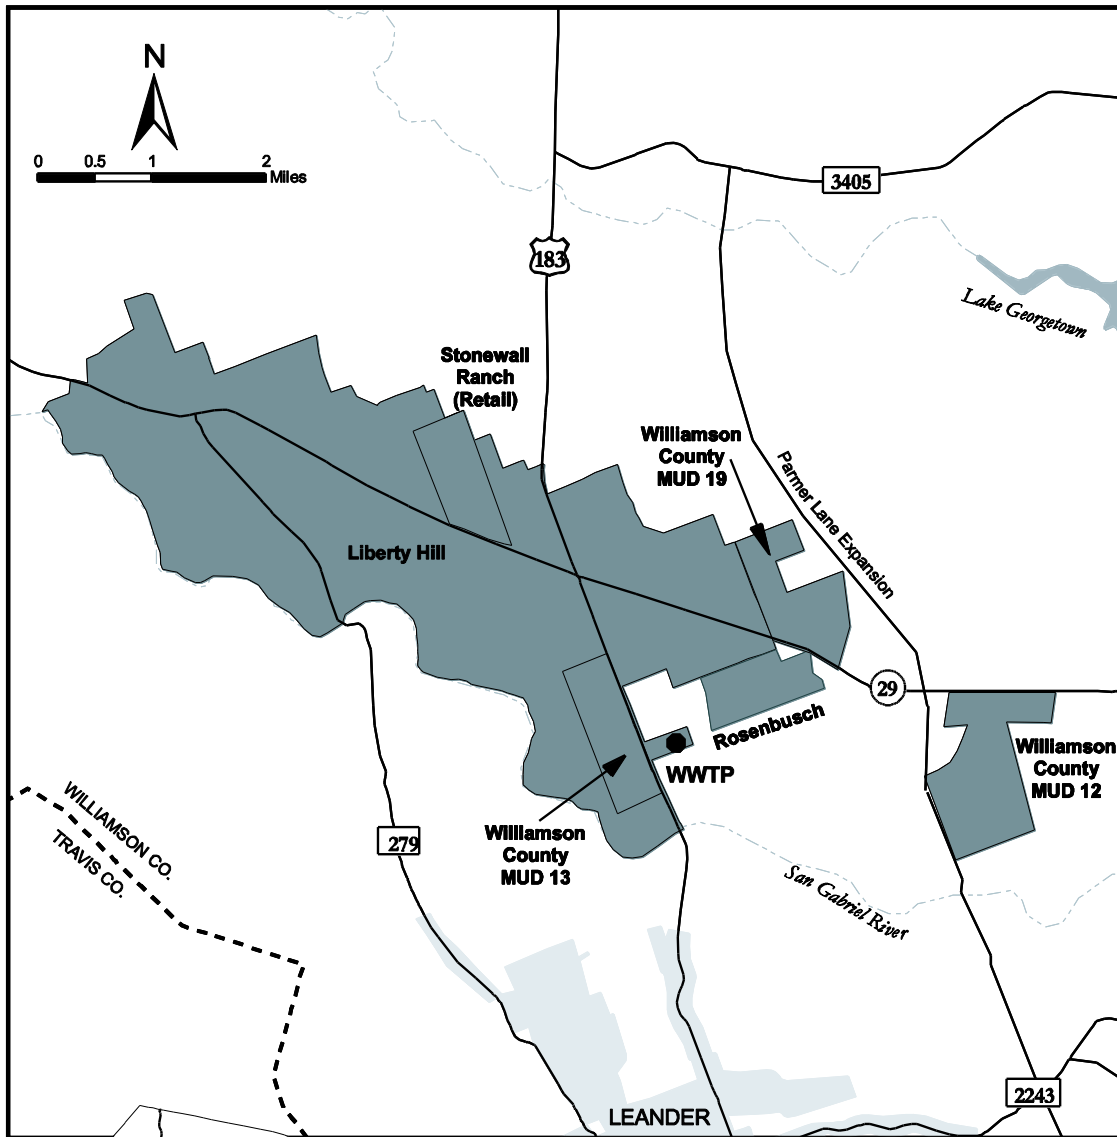 N
0 0.5 1 2
Miles
3405
183
Lake Georgetown
Stonewall
Ranch
(Retail)
Williamson
County
MUD 19
Parmer Lane Expansion
Liberty Hill
29
Rosenbusch
WWTP
Williamson
County
MUD 12
WILLIAMSON CO.
TRAVIS CO.
279
Williamson
County
MUD 13
San Gabriel River
2243
LEANDER